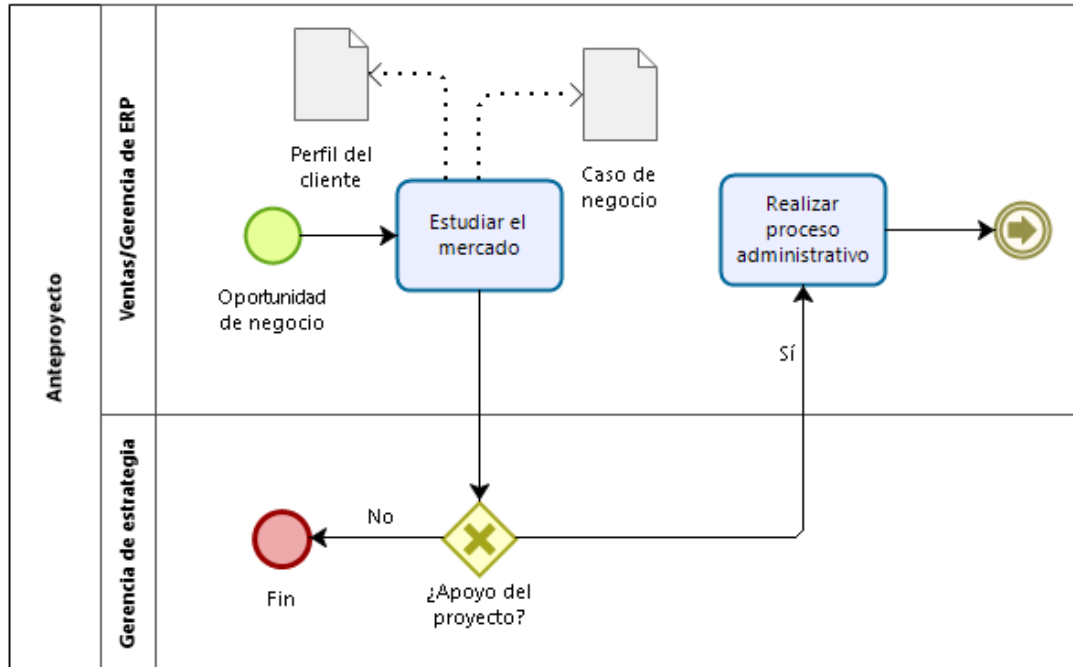 Anteproyecto
Ventas/Gerencia de ERP
Perfil del
cliente
Caso de
negocio
Oportunidad
de negocio
Estudiar el
mercado
Realizar
proceso
administrativo
Sí
Gerencia de estrategia
No
Fin
¿Apoyo del
proyecto?